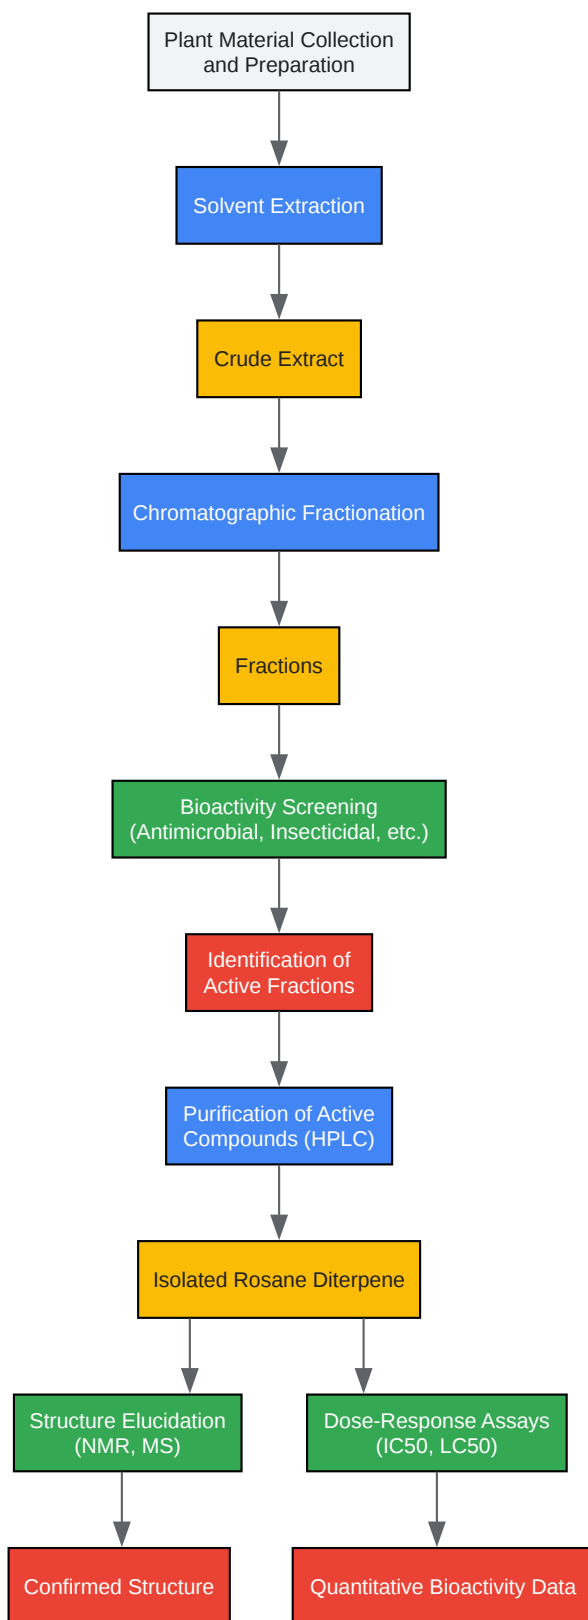 Plant Material Collection
and Preparation
Solvent Extraction
Crude Extract
Chromatographic Fractionation
Fractions
Bioactivity Screening
(Antimicrobial, Insecticidal, etc.)
Identification of
Active Fractions
Purification of Active
Compounds (HPLC)
Isolated Rosane Diterpene
Structure Elucidation
(NMR, MS)
Dose-Response Assays
(IC50, LC50)
Confirmed Structure
Quantitative Bioactivity Data